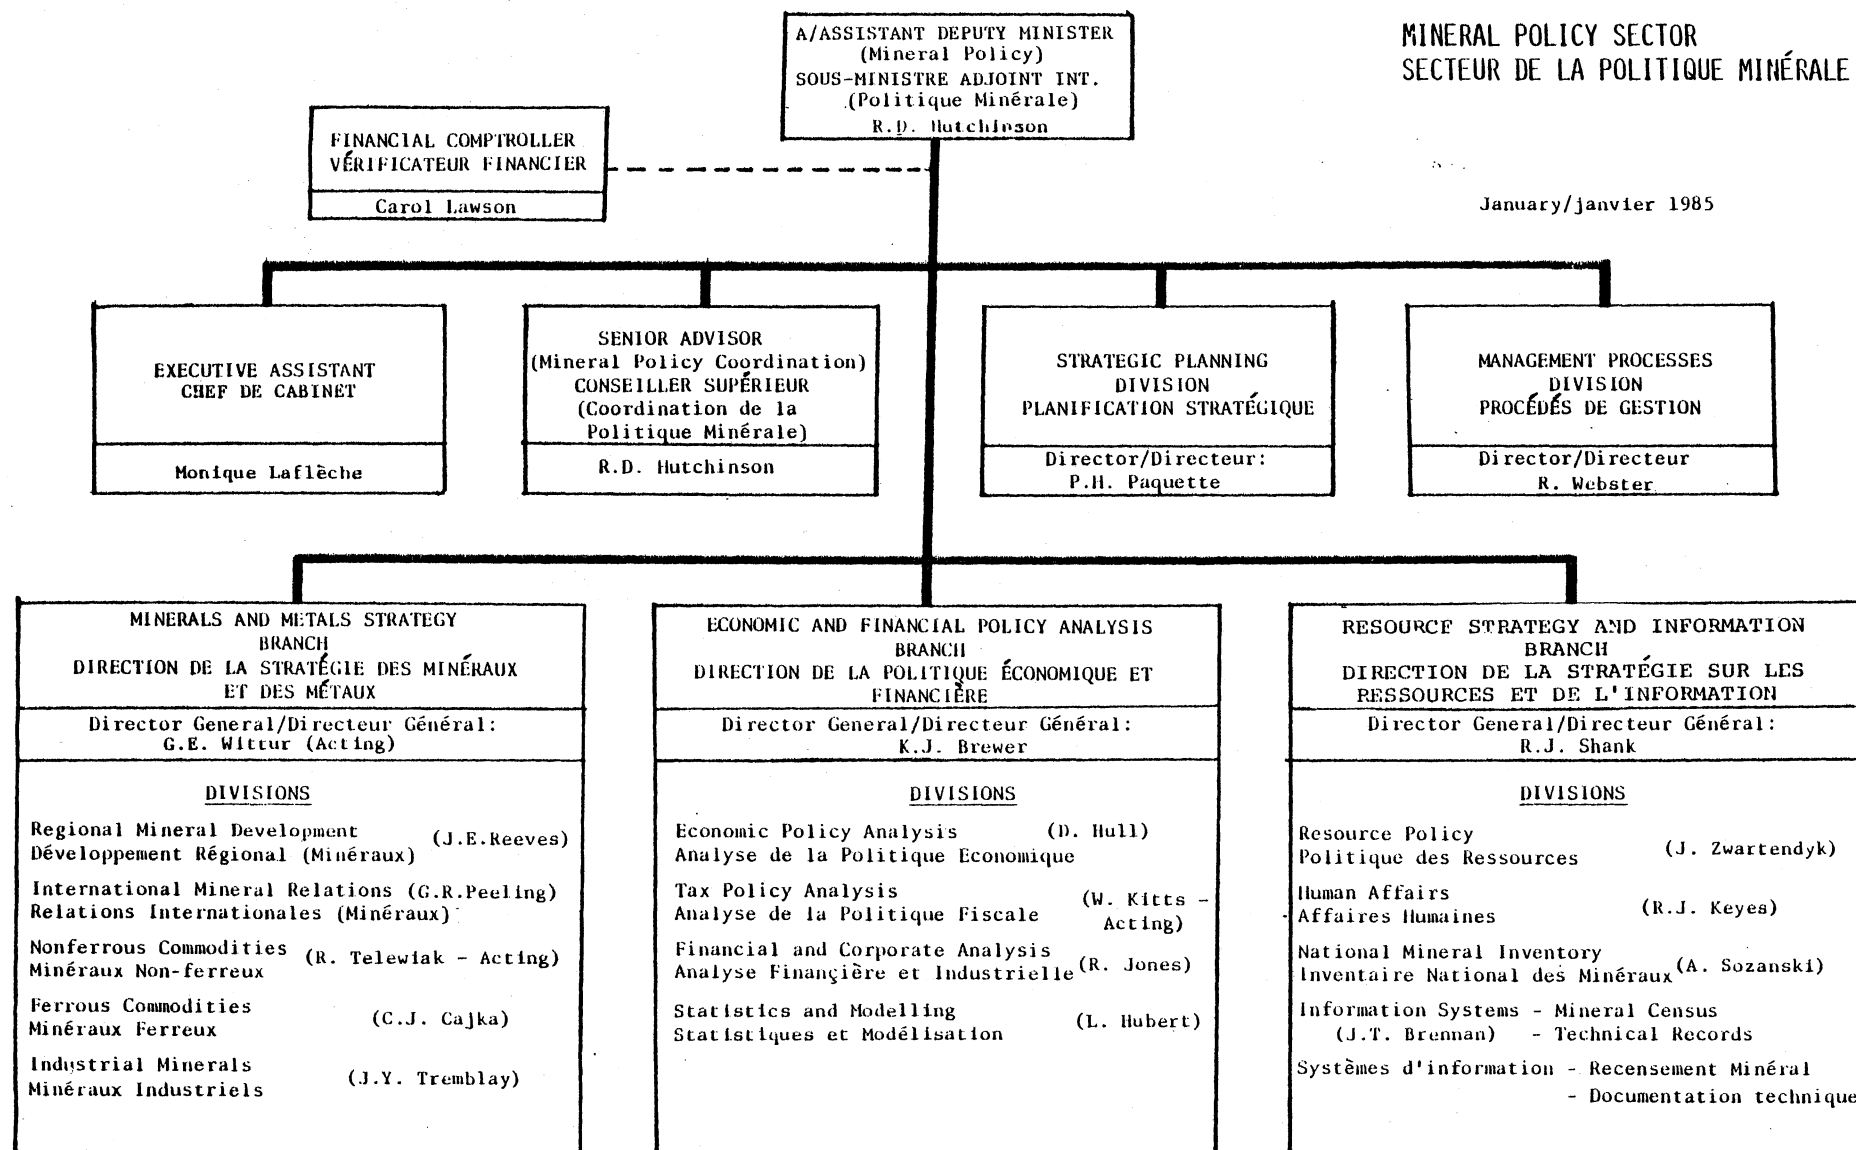 MINERAL POLICY SECTOR
SECTEUR DE LA POLITIQUE MINÉRALE
January/janvier 1985
A/ASSISTANT DEPUTY MINISTER
(Mineral Policy)
SOUS-MINISTRE ADJOINT INT.
(Politique Minérale)
R.D. Hutchinson
FINANCIAL COMPTROLLER
VÉRIFICATEUR FINANCIER
Carol Lawson
EXECUTIVE ASSISTANT
CHEF DE CABINET
Monique Laflèche
SENIOR ADVISOR
(Mineral Policy Coordination)
CONSEILLER SUPÉRIEUR
(Coordination de la
Politique Minérale)
R.D. Hutchinson
STRATEGIC PLANNING
DIVISION
PLANIFICATION STRATÉGIQUE
Director/Directeur:
P.H. Paquette
MANAGEMENT PROCESSES
DIVISION
PROCÉDÉS DE GESTION
Director/Directeur
R. Webster
MINERALS AND METALS STRATEGY
BRANCH
DIRECTION DE LA STRATÉGIE DES MINÉRAUX
ET DES MÉTAUX
Director General/Directeur Général:
G.E. Wittur (Acting)
DIVISIONS
Regional Mineral Development
Développement Régional (Minéraux) (J.E.Reeves)
International Mineral Relations (G.R.Peeling)
Relations Internationales (Minéraux)
Nonferrous Commodities
Minéraux Non-ferreux (R. Telewiak - Acting)
Ferrous Commodities
Minéraux Ferreux (C.J. Cajka)
Industrial Minerals
Minéraux Industriels (J.Y. Tremblay)
ECONOMIC AND FINANCIAL POLICY ANALYSIS
BRANCH
DIRECTION DE LA POLITIQUE ÉCONOMIQUE ET
FINANCIÈRE
Director General/Directeur Général:
K.J. Brewer
DIVISIONS
Economic Policy Analysis (D. Hull)
Analyse de la Politique Economique
Tax Policy Analysis (W. Kitts -
Analyse de la Politique Fiscale Acting)
Financial and Corporate Analysis
Analyse Finançière et Industrielle (R. Jones)
Statistics and Modelling
Statistiques et Modélisation (L. Hubert)
RESOURCE STRATEGY AND INFORMATION
BRANCH
DIRECTION DE LA STRATÉGIE SUR LES
RESSOURCES ET DE L'INFORMATION
Director General/Directeur Général:
R.J. Shank
DIVISIONS
Resource Policy
Politique des Ressources (J. Zwartendyk)
Human Affairs
Affaires Humaines (R.J. Keyes)
National Mineral Inventory
Inventaire National des Minéraux (A. Sozanski)
Information Systems - Mineral Census
(J.T. Brennan) - Technical Records
Systèmes d'information - Recensement Minéral
- Documentation technique